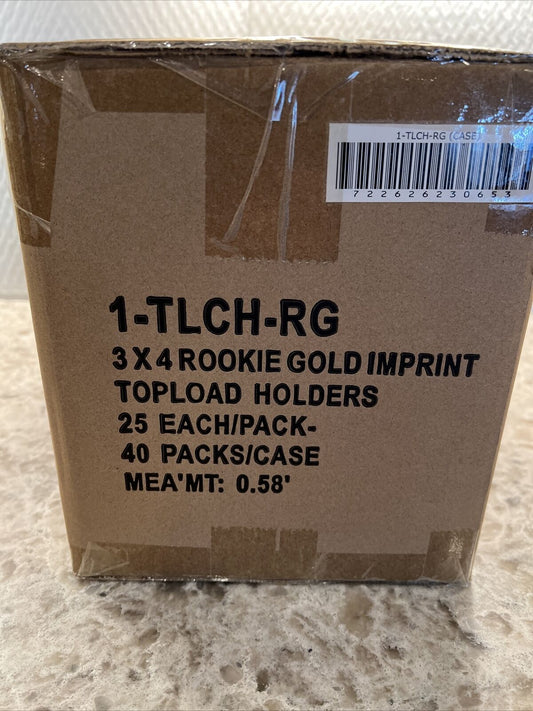 1-TLCH-RG (CASE)
722626230653
1-TLCH-RG
3 X 4 ROOKIE GOLD IMPRINT
TOPLOAD HOLDERS
25 EACH/PACK-
40 PACKS/CASE
MEA'MT: 0.58'